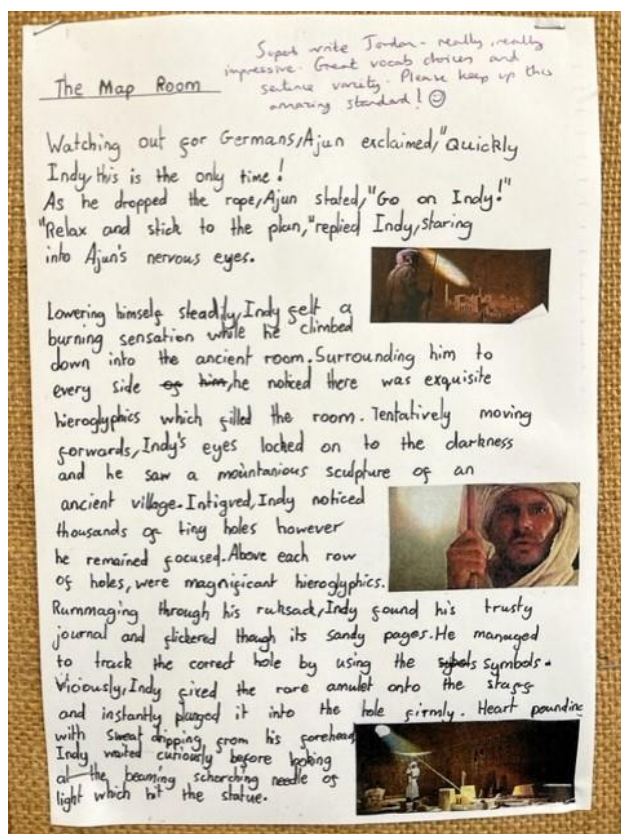 Superb write Jordan - really, really
impressive. Great vocab choices and
sentence variety. Please keep up this
amazing standard! ☺
The Map Room
Watching out for Germans, Ajun exclaimed, "Quickly
Indy, this is the only time!
As he dropped the rope, Ajun stated, "Go on Indy!"
"Relax and stick to the plan, "replied Indy, staring
into Ajun's nervous eyes.
Lowering himself steadily, Indy felt a
burning sensation while he climbed
down into the ancient room. Surrounding him to
every side of him, he noticed there was exquisite
hieroglyphics which filled the room. Tentatively moving
forwards, Indy's eyes locked on to the darkness
and he saw a mountanious sculpture of an
ancient village. Intigved, Indy noticed
thousands of tiny holes however
he remained focused. Above each row
of holes, were magnificant hieroglyphics.
Rummaging through his ruksack, Indy found his trusty
journal and flickered though its sandy pages. He managed
to track the correct hole by using the symbols.
Viciously, Indy fixed the rare amulet onto the staff
and instantly planged it into the hole firmly. Heart pounding
with sweat dripping from his forehead,
Indy waited curiously before looking
at the beaming schorching needle of
light which hit the statue.